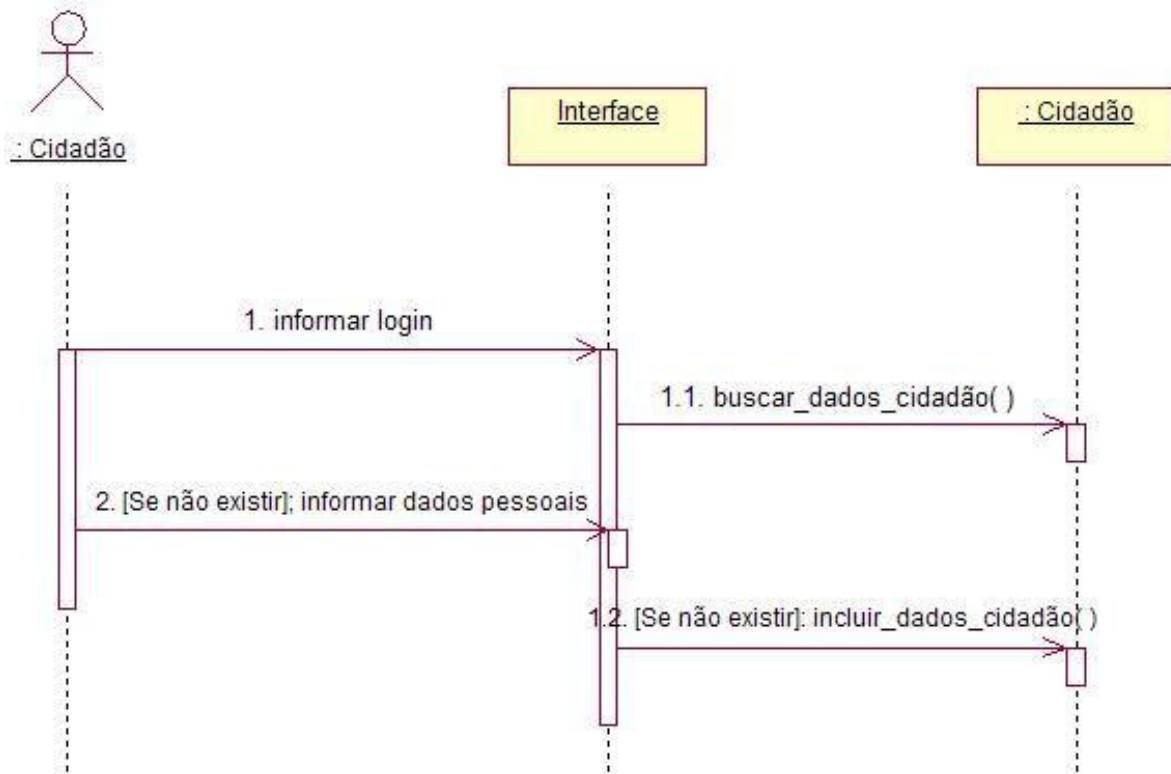 : Cidadão
Interface
: Cidadão
1. informar login
1.1. buscar_dados_cidadão( )
2. [Se não existir]; informar dados pessoais
1.2. [Se não existir]: incluir_dados_cidadão( )